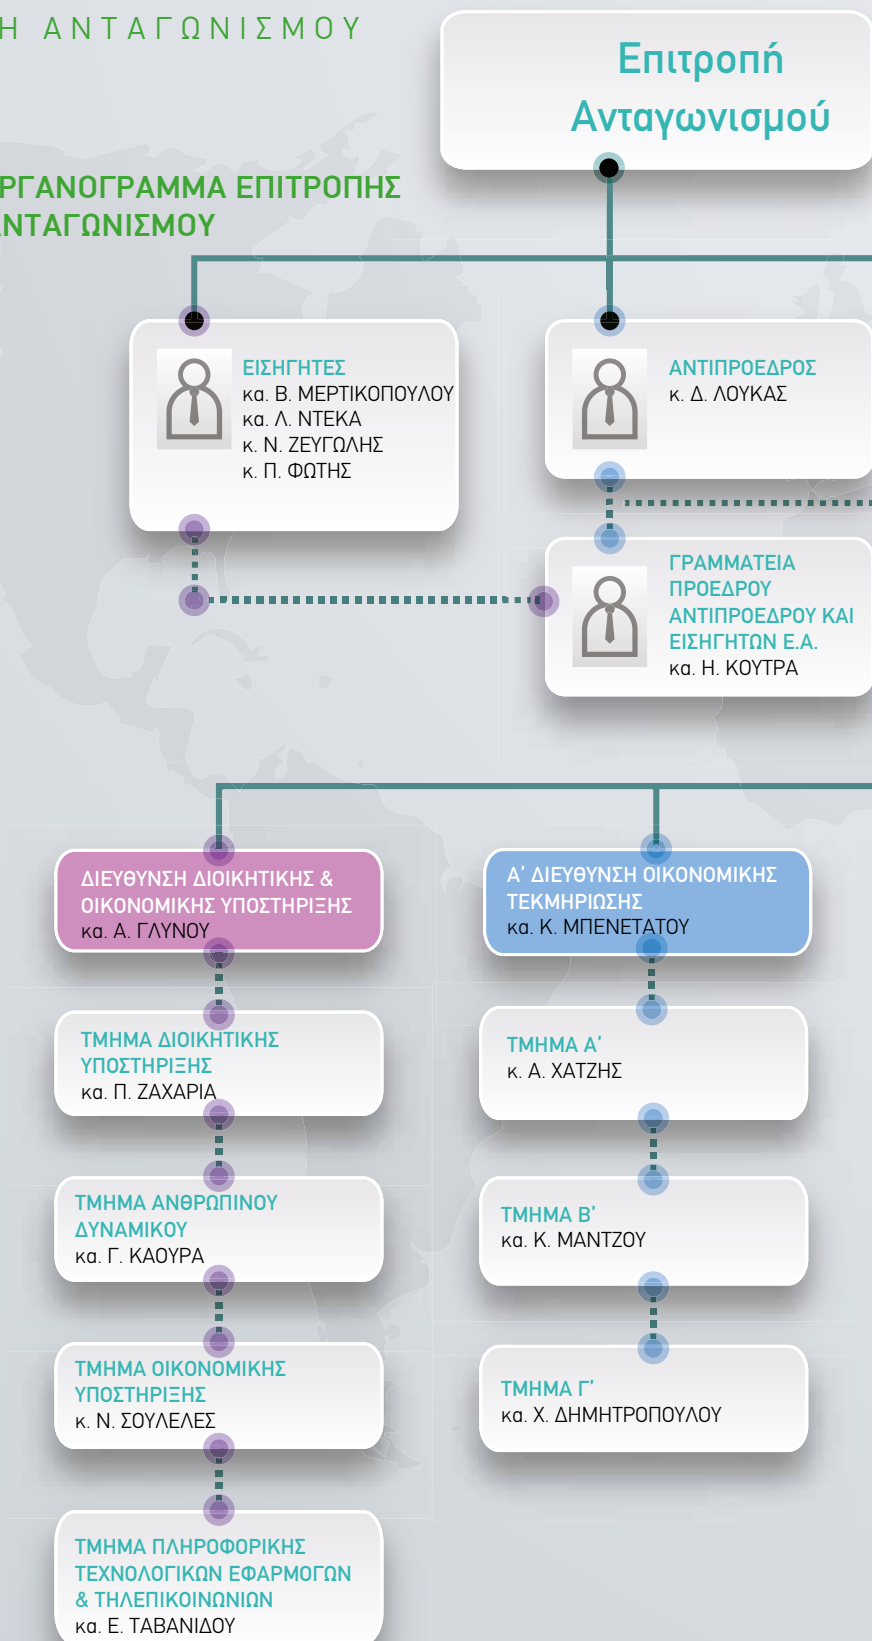 Η ΑΝΤΑΓΩΝΙΣΜΟΥ
Επιτροπή
Ανταγωνισμού
ΡΓΑΝΟΓΡΑΜΜΑ ΕΠΙΤΡΟΠΗΣ
ΑΝΤΑΓΩΝΙΣΜΟΥ
ΕΙΣΗΓΗΤΕΣ
κα. Β. ΜΕΡΤΙΚΟΠΟΥΛΟΥ
κα. Λ. ΝΤΕΚΑ
κ. Ν. ΖΕΥΓΩΛΗΣ
κ. Π. ΦΩΤΗΣ
ΑΝΤΙΠΡΟΕΔΡΟΣ
κ. Δ. ΛΟΥΚΑΣ
ΓΡΑΜΜΑΤΕΙΑ
ΠΡΟΕΔΡΟΥ
ΑΝΤΙΠΡΟΕΔΡΟΥ ΚΑΙ
ΕΙΣΗΓΗΤΩΝ Ε.Α.
κα. Η. ΚΟΥΤΡΑ
ΔΙΕΥΘΥΝΣΗ ΔΙΟΙΚΗΤΙΚΗΣ &
ΟΙΚΟΝΟΜΙΚΗΣ ΥΠΟΣΤΗΡΙΞΗΣ
κα. Α. ΓΛΥΝΟΥ
ΤΜΗΜΑ ΔΙΟΙΚΗΤΙΚΗΣ
ΥΠΟΣΤΗΡΙΞΗΣ
κα. Π. ΖΑΧΑΡΙΑ
ΤΜΗΜΑ ΑΝΘΡΩΠΙΝΟΥ
ΔΥΝΑΜΙΚΟΥ
κα. Γ. ΚΑΟΥΡΑ
ΤΜΗΜΑ ΟΙΚΟΝΟΜΙΚΗΣ
ΥΠΟΣΤΗΡΙΞΗΣ
κ. Ν. ΣΟΥΛΕΛΕΣ
ΤΜΗΜΑ ΠΛΗΡΟΦΟΡΙΚΗΣ
ΤΕΧΝΟΛΟΓΙΚΩΝ ΕΦΑΡΜΟΓΩΝ
& ΤΗΛΕΠΙΚΟΙΝΩΝΙΩΝ
κα. Ε. ΤΑΒΑΝΙΔΟΥ
Α' ΔΙΕΥΘΥΝΣΗ ΟΙΚΟΝΟΜΙΚΗΣ
ΤΕΚΜΗΡΙΩΣΗΣ
κα. Κ. ΜΠΕΝΕΤΑΤΟΥ
ΤΜΗΜΑ Α'
κ. Α. ΧΑΤΖΗΣ
ΤΜΗΜΑ Β'
κα. Κ. ΜΑΝΤΖΟΥ
ΤΜΗΜΑ Γ'
κα. Χ. ΔΗΜΗΤΡΟΠΟΥΛΟΥ